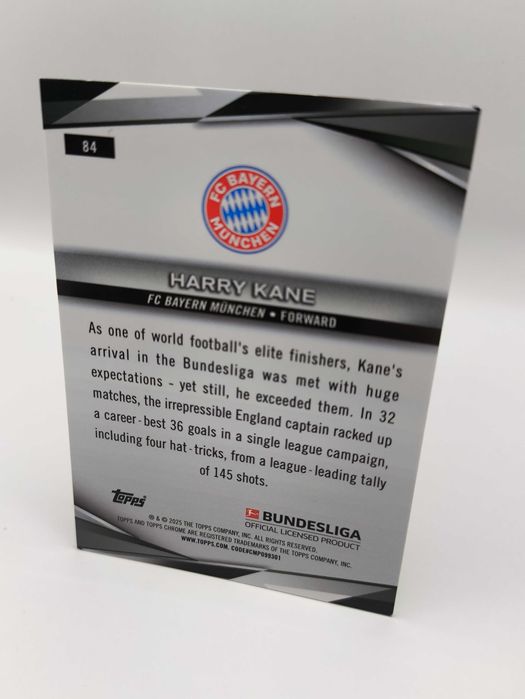 84
FC BAYERN
MÜNCHEN
HARRY KANE
FC BAYERN MÜNCHEN • FORWARD
As one of world football's elite finishers, Kane's
arrival in the Bundesliga was met with huge
expectations - yet still, he exceeded them. In 32
matches, the irrepressible England captain racked up
a career-best 36 goals in a single league campaign,
including four hat-tricks, from a league-leading tally
of 145 shots.
topps
BUNDESLIGA
OFFICIAL LICENSED PRODUCT
® & © 2025 THE TOPPS COMPANY, INC. ALL RIGHTS RESERVED.
TOPPS AND TOPPS CHROME ARE REGISTERED TRADEMARKS OF THE TOPPS COMPANY, INC.
WWW.TOPPS.COM. CODE#CMP099301